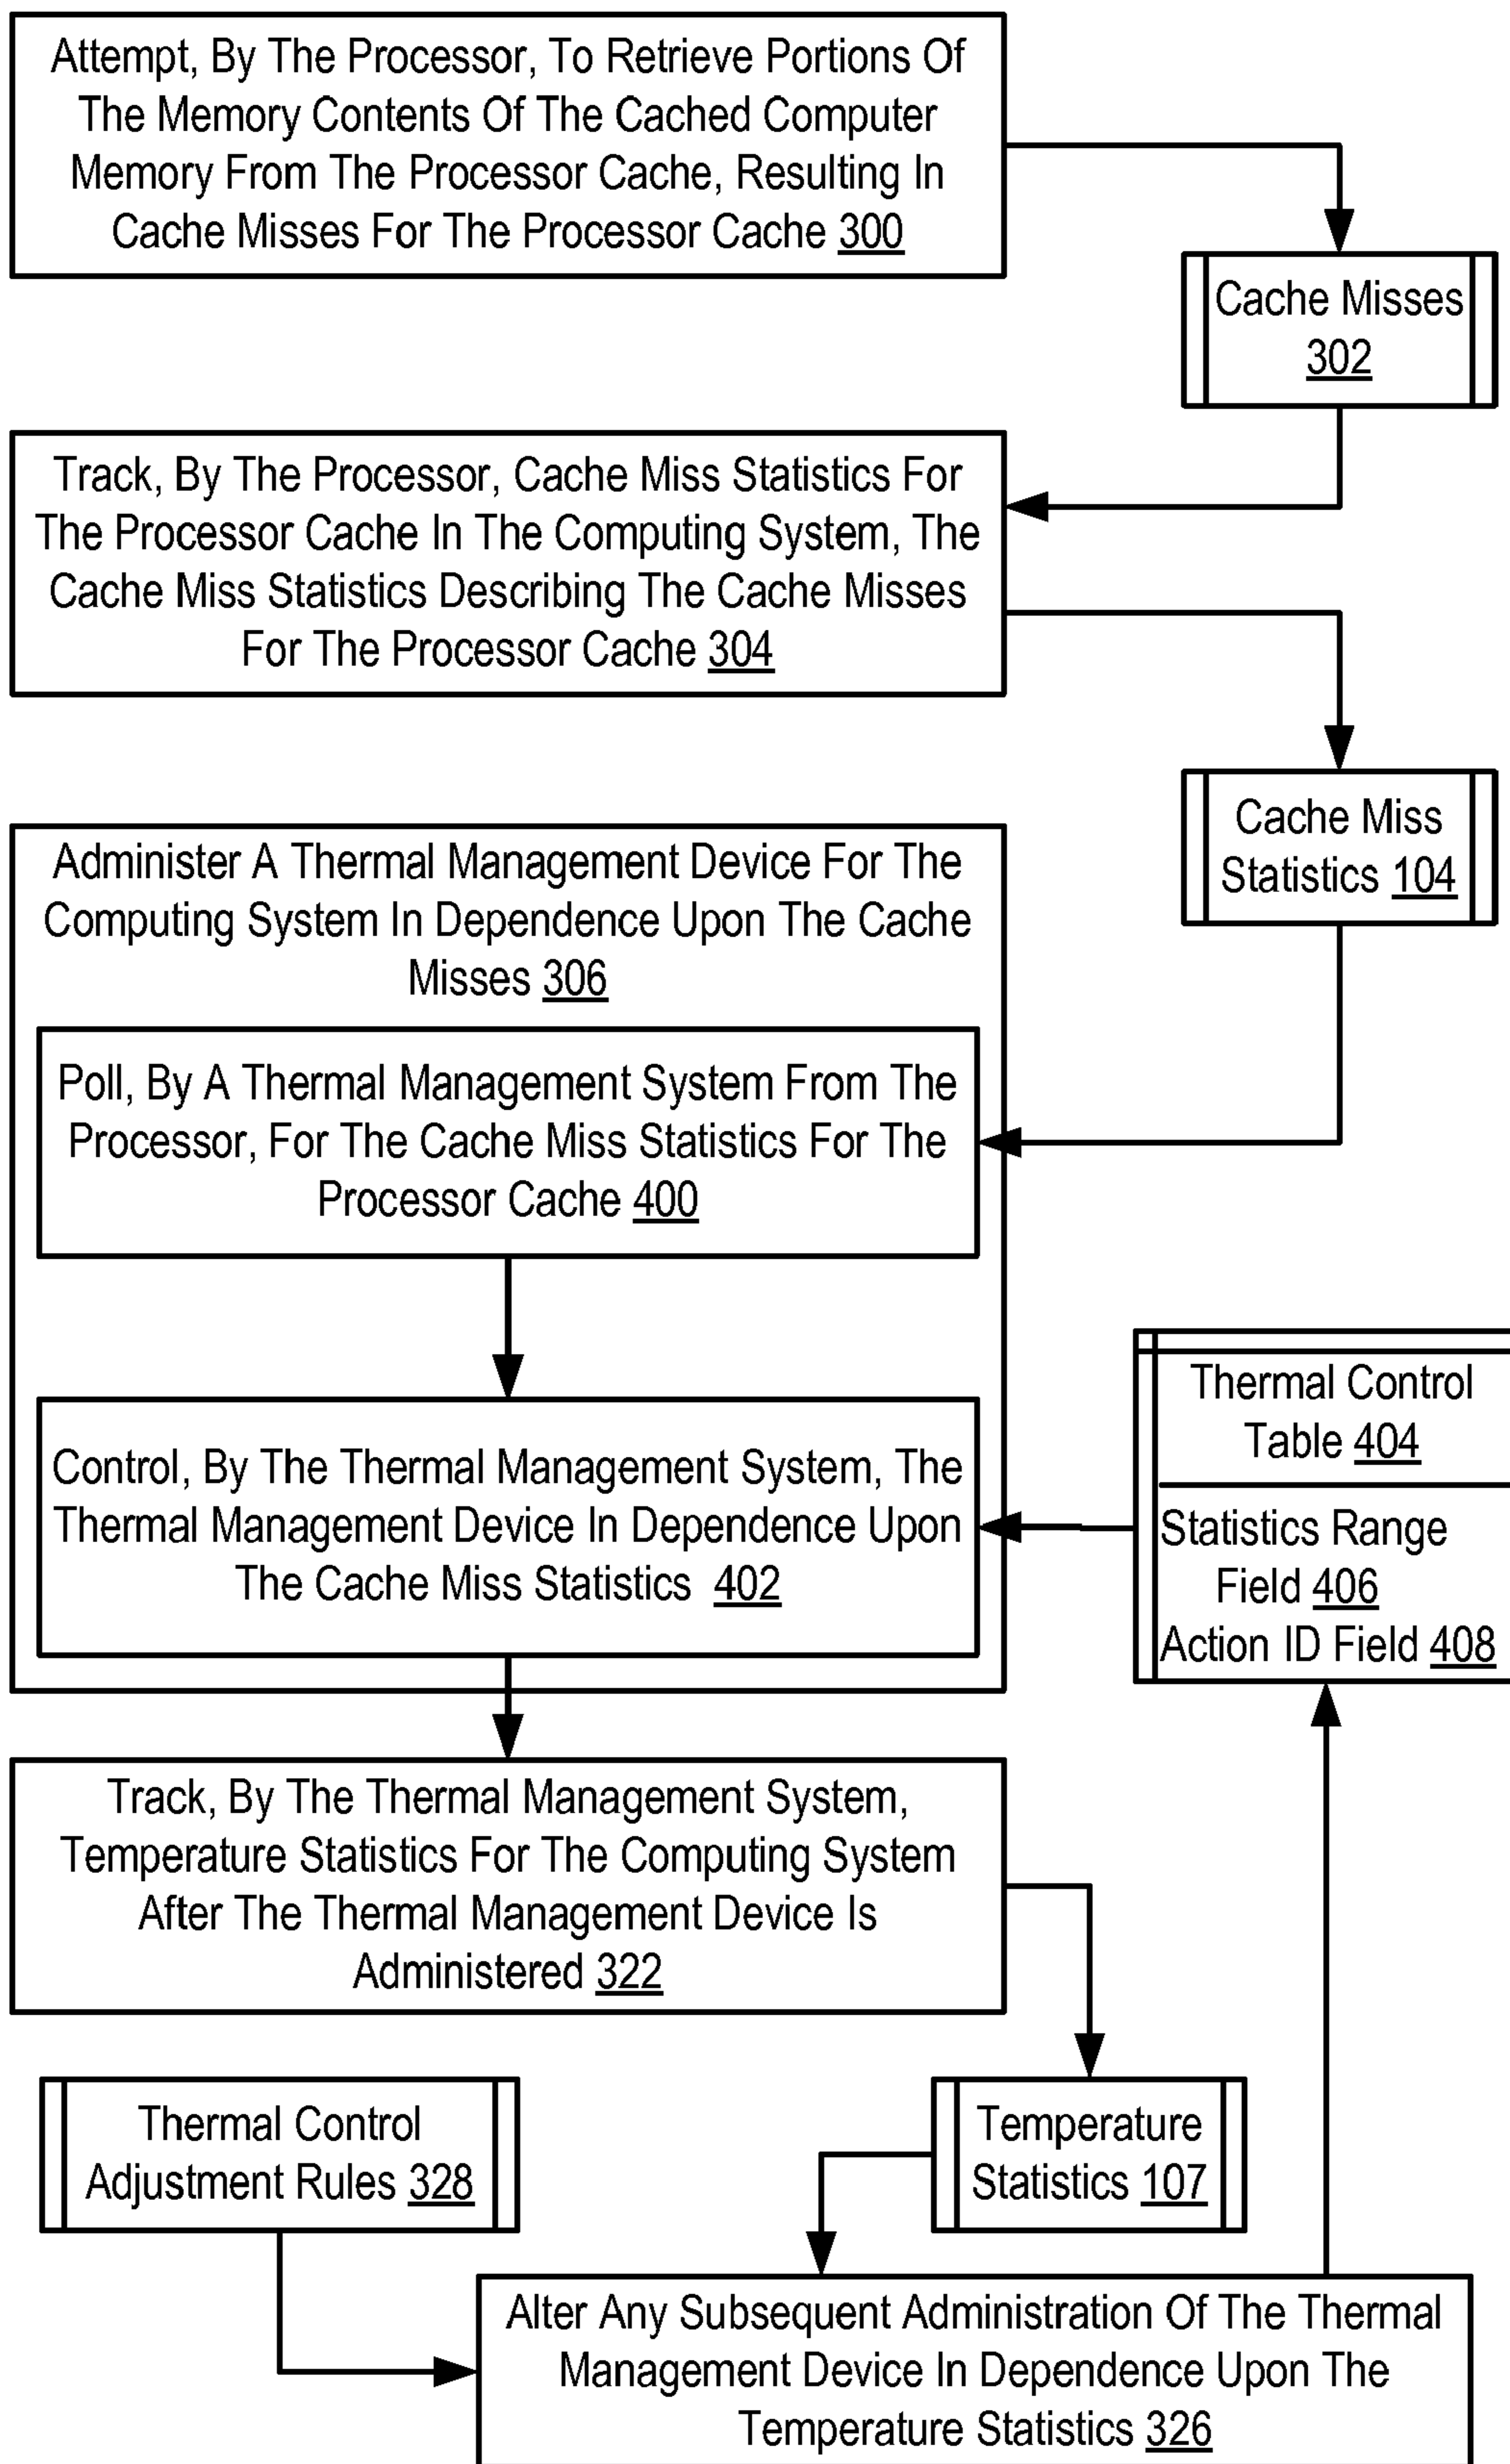 Attempt, By The Processor, To Retrieve Portions Of
The Memory Contents Of The Cached Computer
Memory From The Processor Cache, Resulting In
Cache Misses For The Processor Cache 300
Cache Misses
302
Track, By The Processor, Cache Miss Statistics For
The Processor Cache In The Computing System, The
Cache Miss Statistics Describing The Cache Misses
For The Processor Cache 304
Cache Miss
Statistics 104
Administer A Thermal Management Device For The
Computing System In Dependence Upon The Cache
Misses 306
Poll, By A Thermal Management System From The
Processor, For The Cache Miss Statistics For The
Processor Cache 400
Control, By The Thermal Management System, The
Thermal Management Device In Dependence Upon
The Cache Miss Statistics 402
Thermal Control
Table 404
Statistics Range
Field 406
Action ID Field 408
Track, By The Thermal Management System,
Temperature Statistics For The Computing System
After The Thermal Management Device Is
Administered 322
Thermal Control
Adjustment Rules 328
Temperature
Statistics 107
Alter Any Subsequent Administration Of The Thermal
Management Device In Dependence Upon The
Temperature Statistics 326